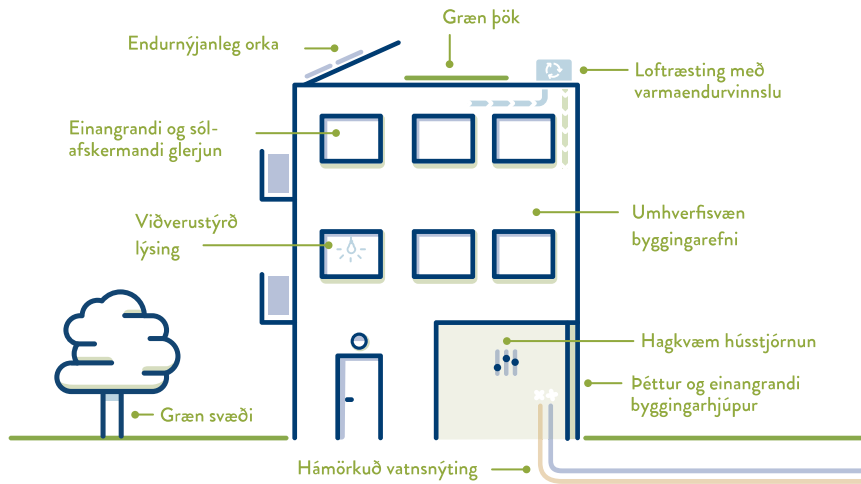 Græn þök
Endurnýjanleg orka
Loftræsting með
varmaendurvinnslu
Einangrandi og sól-
afskermandi glerjun
Viðverustýrð
lýsing
Umhverfisvæn
byggingarefni
Hagkvæm hússtjórnun
Þéttur og einangrandi
byggingarhjúpur
Græn svæði
Hámörkuð vatnsnýting